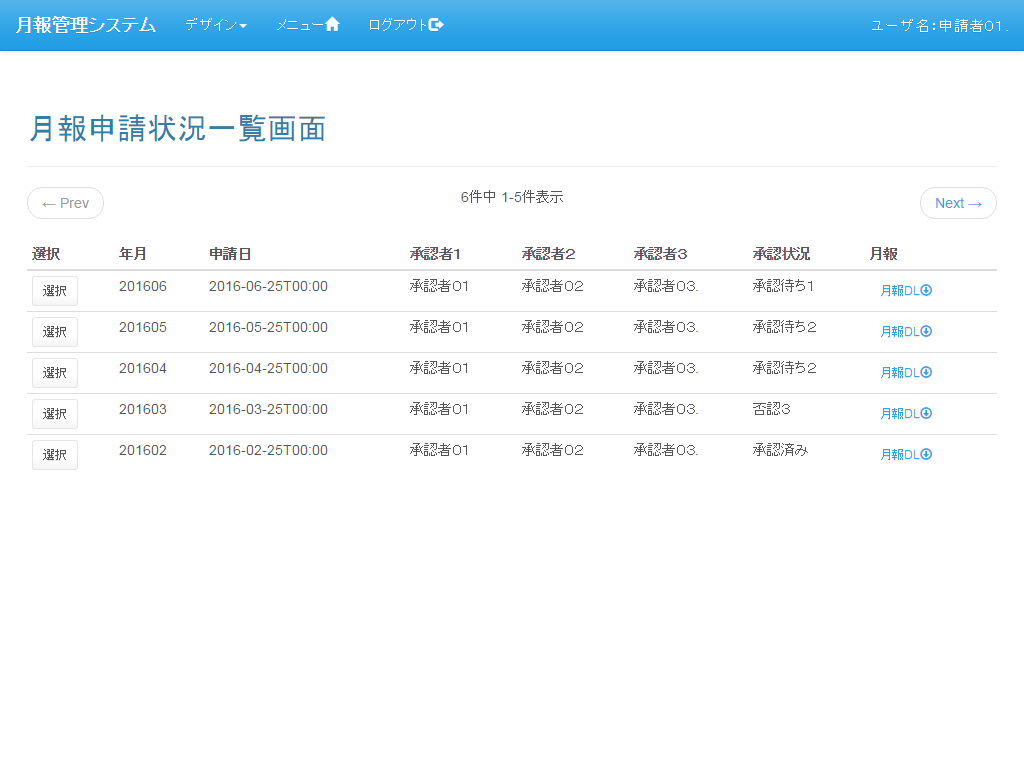 月報管理システム デザイン メニュー ログアウト ユーザ名:申請者01.
月報申請状況一覧画面
← Prev 6件中 1-5件表示 Next →
選択 年月 申請日 承認者1 承認者2 承認者3 承認状況 月報
選択 201606 2016-06-25T00:00 承認者01 承認者02 承認者03. 承認待ち1 月報DL
選択 201605 2016-05-25T00:00 承認者01 承認者02 承認者03. 承認待ち2 月報DL
選択 201604 2016-04-25T00:00 承認者01 承認者02 承認者03. 承認待ち2 月報DL
選択 201603 2016-03-25T00:00 承認者01 承認者02 承認者03. 否認3 月報DL
選択 201602 2016-02-25T00:00 承認者01 承認者02 承認者03. 承認済み 月報DL